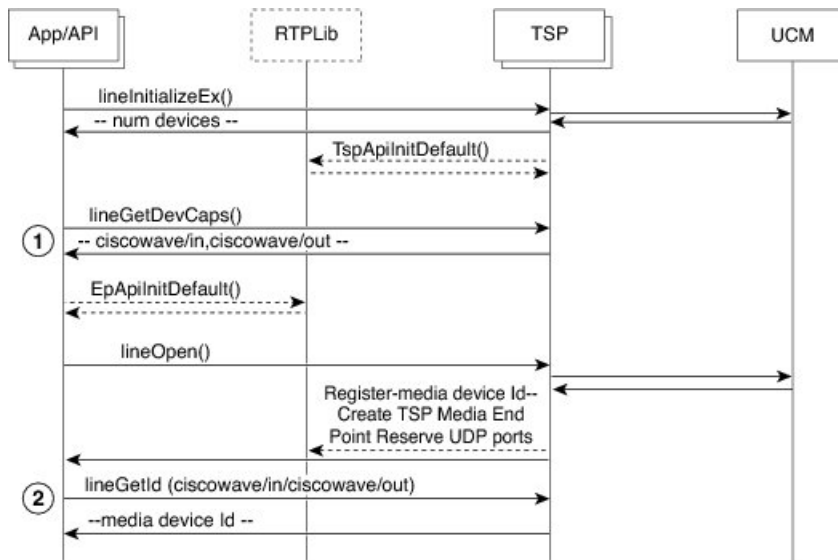 App/API
RTPLib
TSP
UCM
lineInitializeEx()
-- num devices --
TspApiInitDefault()
lineGetDevCaps()
1
-- ciscowave/in,ciscowave/out --
EpApiInitDefault()
lineOpen()
Register-media device Id--
Create TSP Media End
Point Reserve UDP ports
2
lineGetId (ciscowave/in/ciscowave/out)
--media device Id --